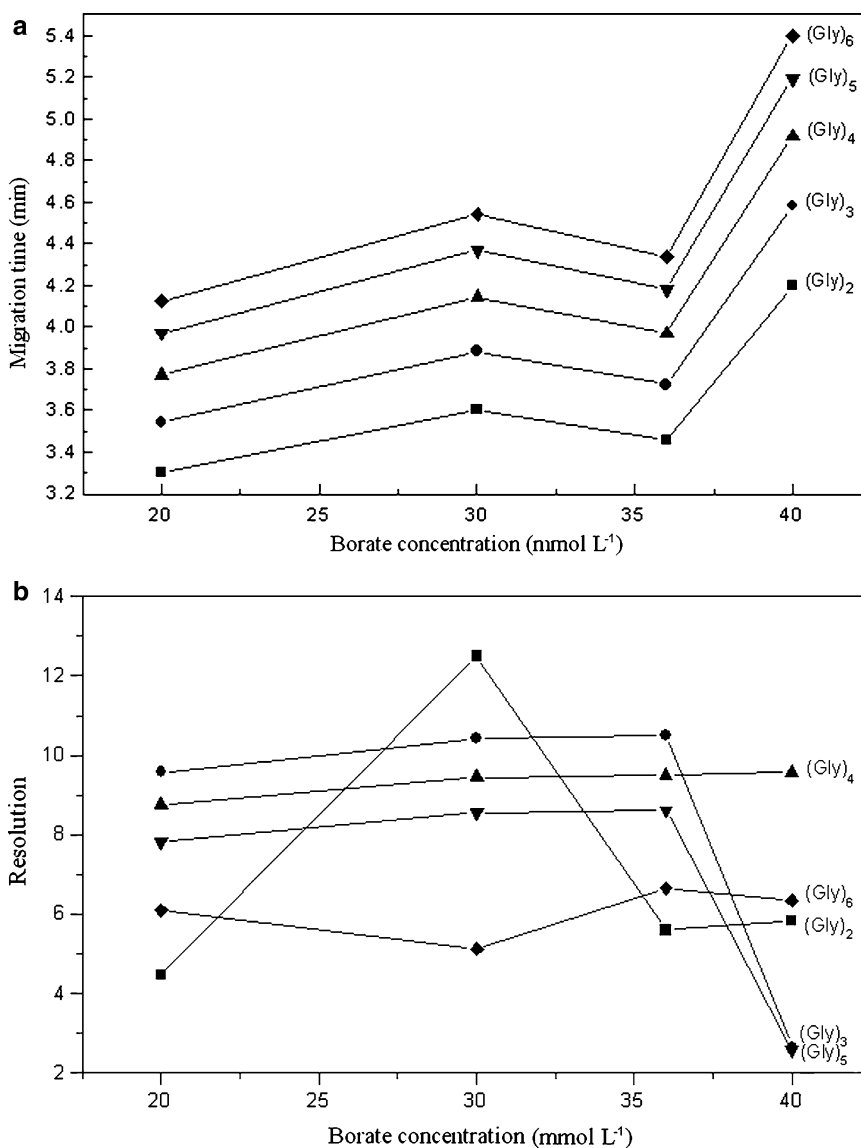 a
5.4
5.2
5.0
4.8
4.6
4.4
4.2
4.0
3.8
3.6
3.4
3.2
Migration time (min)
(Gly)₆
(Gly)₅
(Gly)₄
(Gly)₃
(Gly)₂
20
25
30
35
40
Borate concentration (mmol L⁻¹)
b
14
12
10
8
6
4
2
Resolution
(Gly)₄
(Gly)₆
(Gly)₂
(Gly)₃
(Gly)₅
20
25
30
35
40
Borate concentration (mmol L⁻¹)